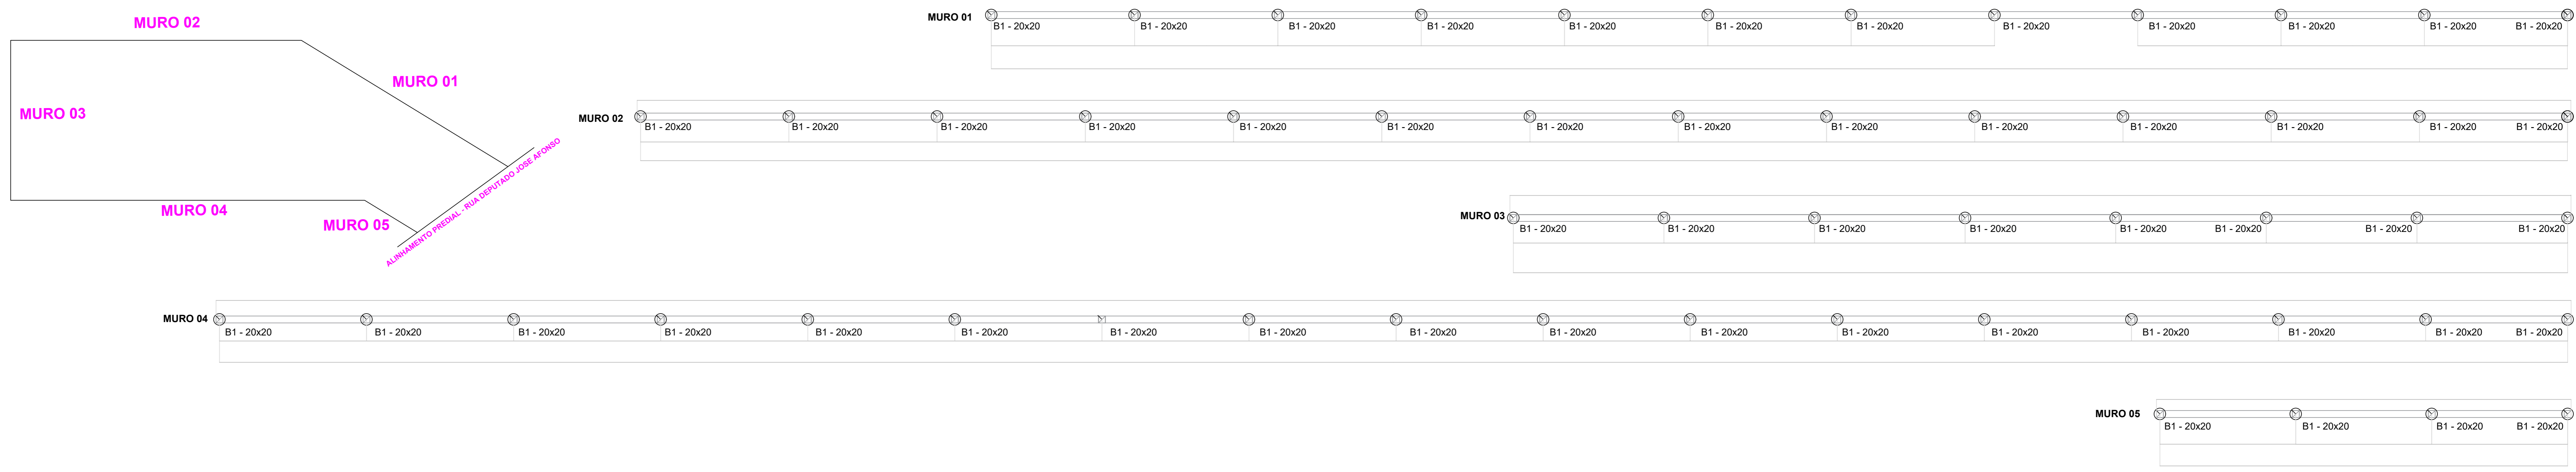 MURO 02
MURO 01
MURO 03
MURO 04
MURO 05
ALINHAMENTO PREDIAL - RUA DEPUTADO JOSE AFONSO
MURO 01
B1 - 20x20 B1 - 20x20 B1 - 20x20 B1 - 20x20 B1 - 20x20 B1 - 20x20 B1 - 20x20 B1 - 20x20 B1 - 20x20 B1 - 20x20 B1 - 20x20 B1 - 20x20
MURO 02
B1 - 20x20 B1 - 20x20 B1 - 20x20 B1 - 20x20 B1 - 20x20 B1 - 20x20 B1 - 20x20 B1 - 20x20 B1 - 20x20 B1 - 20x20 B1 - 20x20 B1 - 20x20 B1 - 20x20 B1 - 20x20
MURO 03
B1 - 20x20 B1 - 20x20 B1 - 20x20 B1 - 20x20 B1 - 20x20 B1 - 20x20 B1 - 20x20 B1 - 20x20
MURO 04
B1 - 20x20 B1 - 20x20 B1 - 20x20 B1 - 20x20 B1 - 20x20 B1 - 20x20 B1 - 20x20 B1 - 20x20 B1 - 20x20 B1 - 20x20 B1 - 20x20 B1 - 20x20 B1 - 20x20 B1 - 20x20 B1 - 20x20 B1 - 20x20 B1 - 20x20
MURO 05
B1 - 20x20 B1 - 20x20 B1 - 20x20 B1 - 20x20